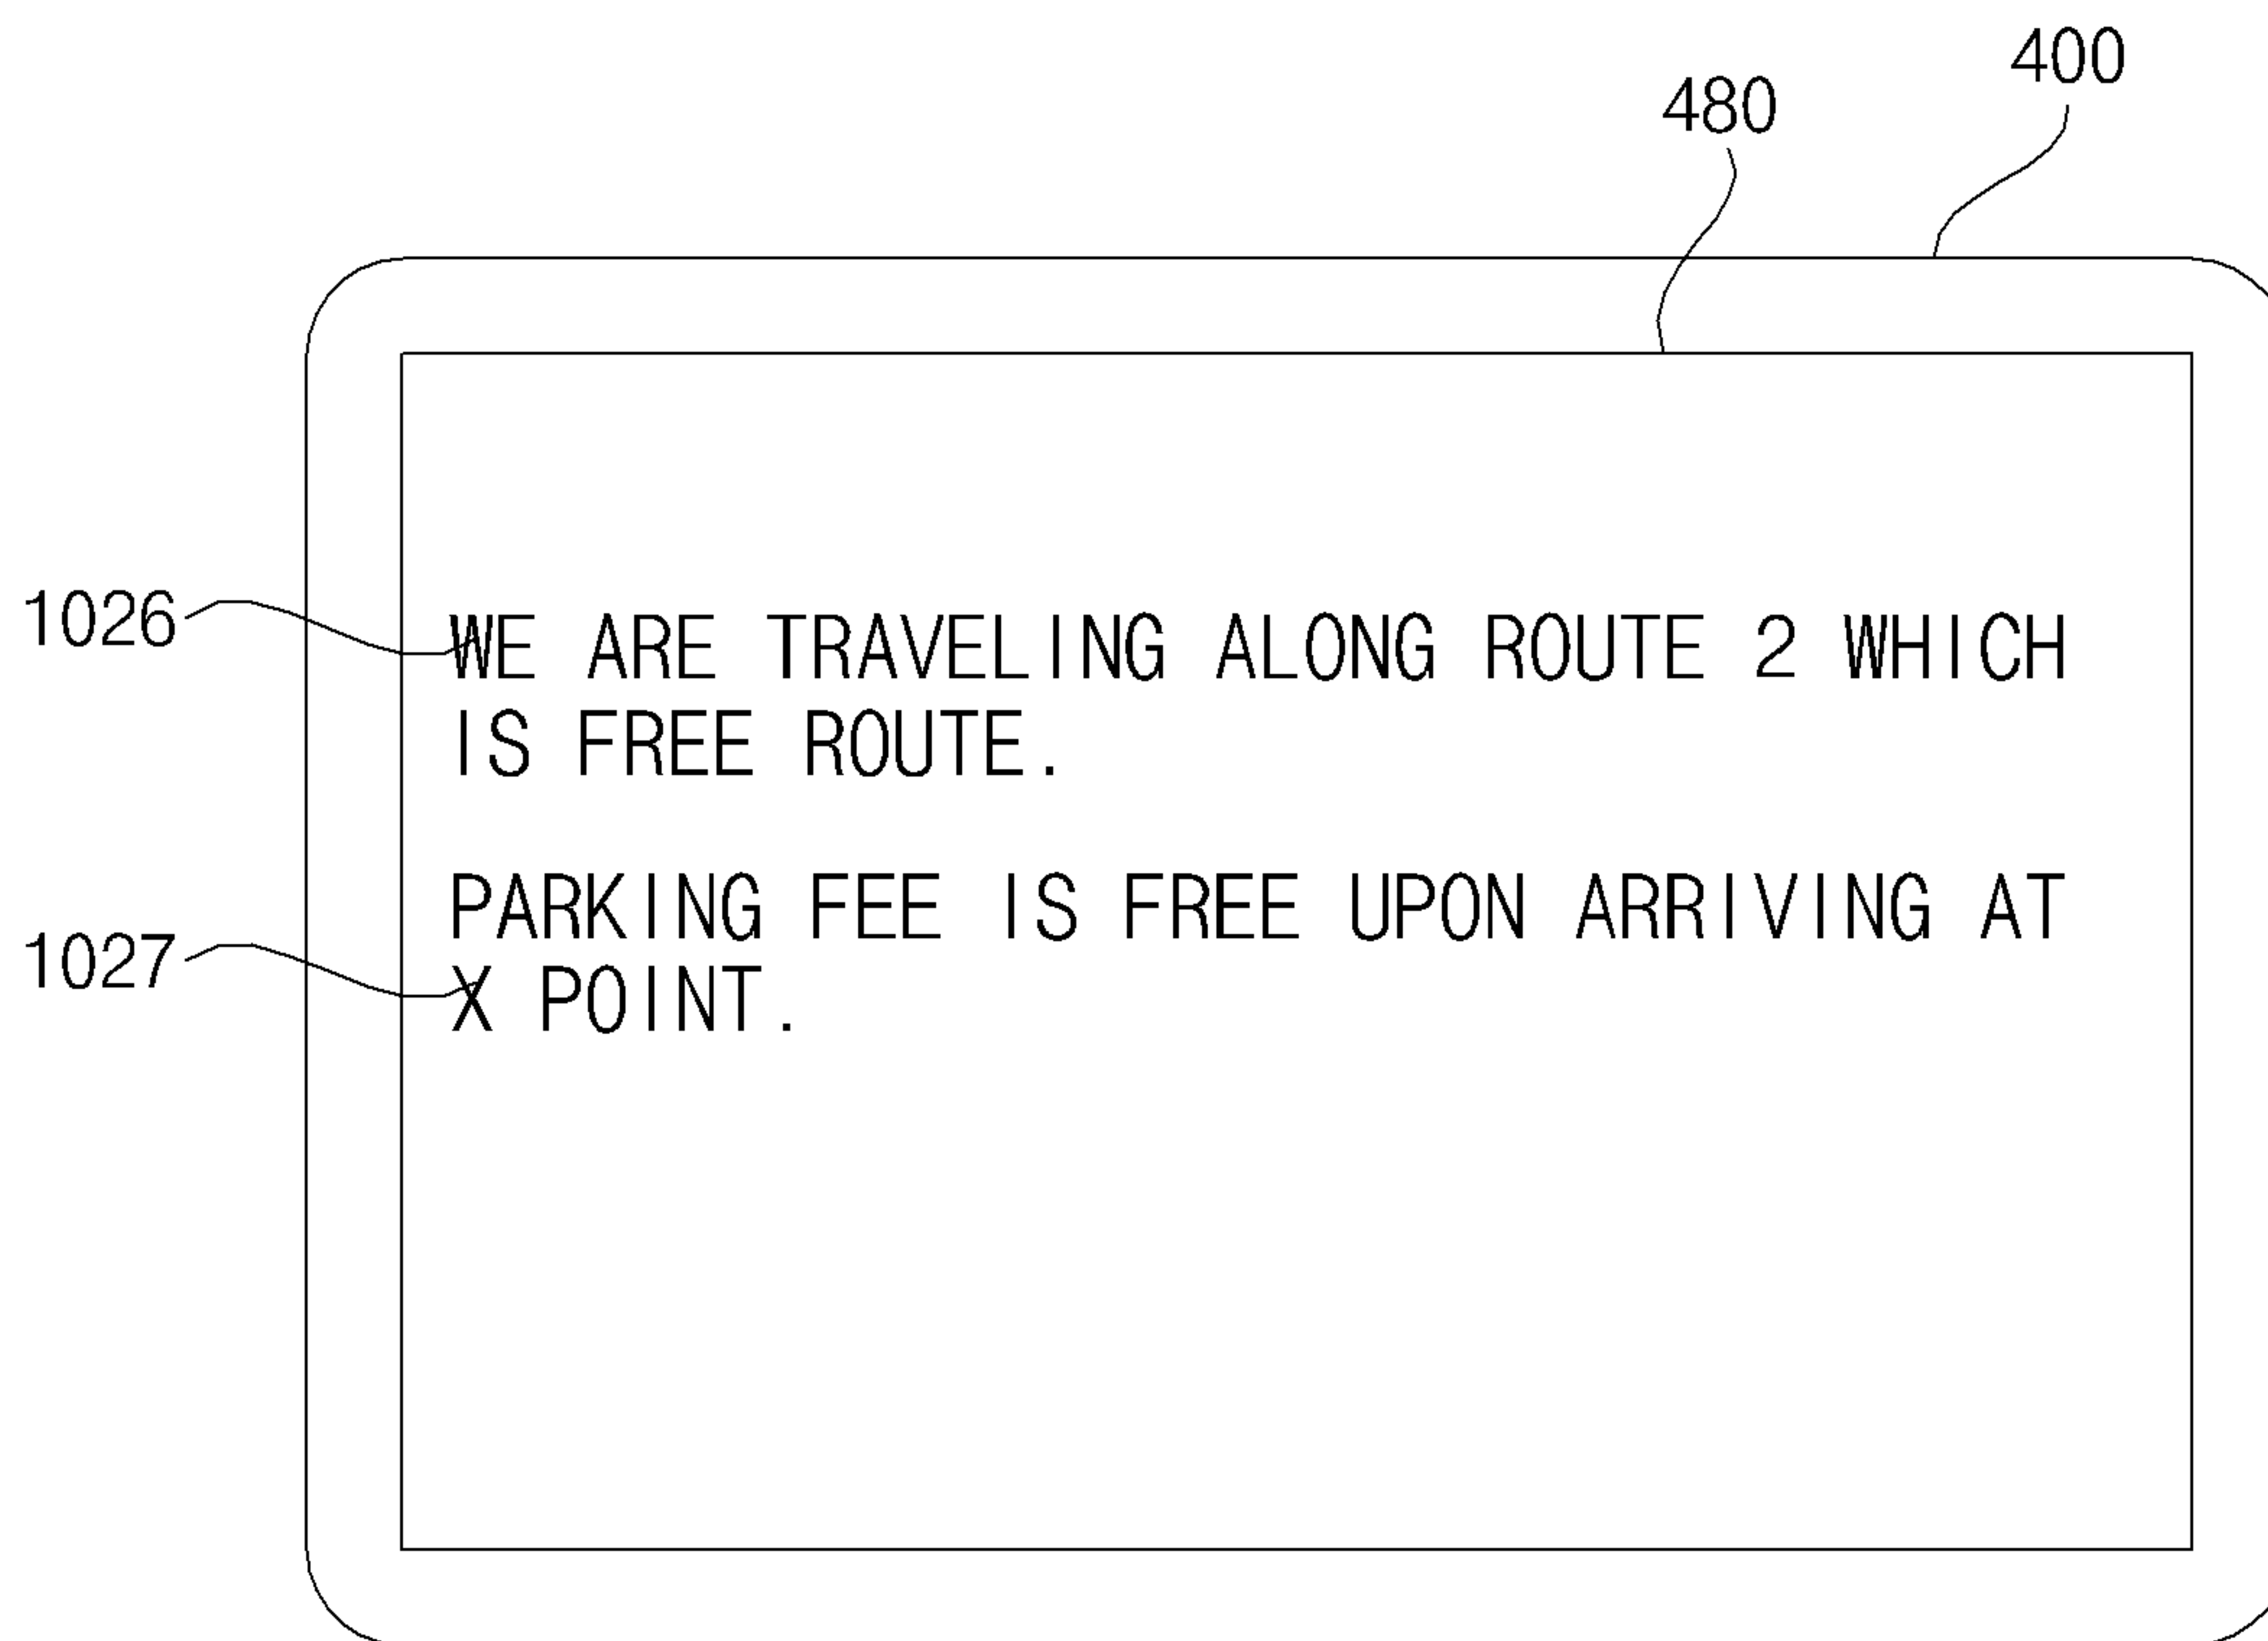 400
480
1026
WE ARE TRAVELING ALONG ROUTE 2 WHICH
IS FREE ROUTE.
PARKING FEE IS FREE UPON ARRIVING AT
1027
X POINT.